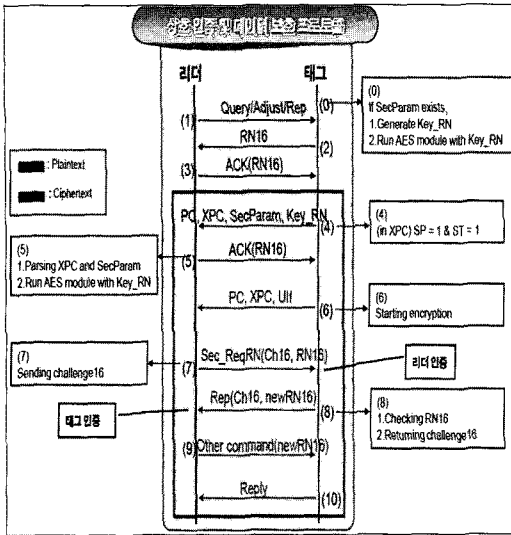 상호 인증 및 데이터 보호 프로토콜
리더
태그
(0)
If SecParam exists,
1.Generate Key_RN
2.Run AES module with Key_RN
Query/Adjust/Rep
(0)
(1)
RN16
(2)
ACK(RN16)
(3)
: Plaintext
: Ciphertext
PC, XPC, SecParam, Key_RN
(4)
(4)
(in XPC) SP = 1 & ST = 1
(5)
1.Parsing XPC and SecParam
2.Run AES module with Key_RN
ACK(RN16)
(5)
PC, XPC, UII
(6)
(6)
Starting encryption
(7)
Sending challenge16
Sec_ReqRN(Ch16, RN16)
(7)
리더 인증
Rep(Ch16, newRN16)
(8)
태그 인증
(8)
1.Checking RN16
2.Returning challenge16
(9)
Other command(newRN16)
Reply
(10)